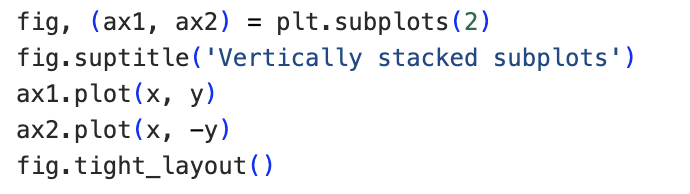 fig, (ax1, ax2) = plt.subplots(2)
fig.suptitle('Vertically stacked subplots')
ax1.plot(x, y)
ax2.plot(x, -y)
fig.tight_layout()